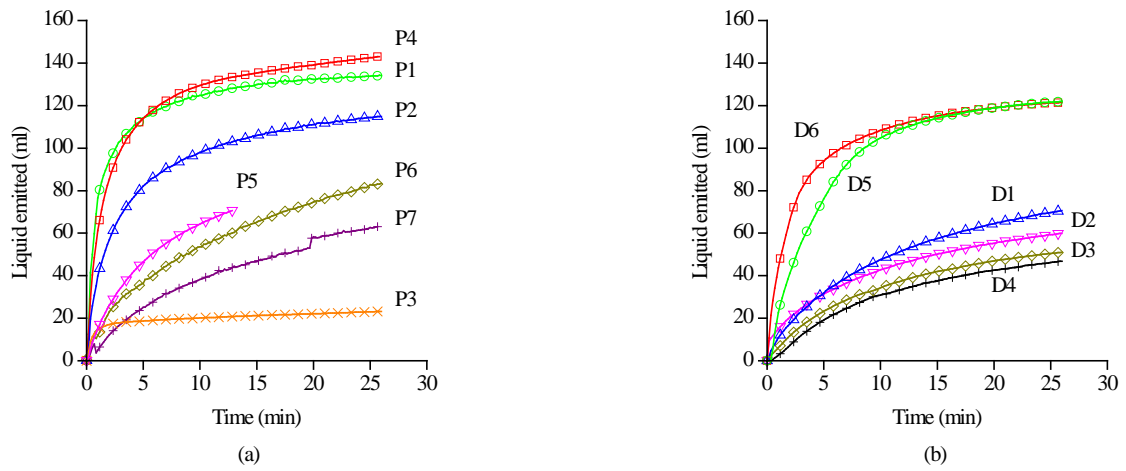 160
140
120
100
80
60
40
20
0
Liquid emitted (ml)
P4
P1
P2
P5
P6
P7
P3
0 5 10 15 20 25 30
Time (min)
(a)
160
140
120
100
80
60
40
20
0
Liquid emitted (ml)
D6
D5
D1
D2
D3
D4
0 5 10 15 20 25 30
Time (min)
(b)